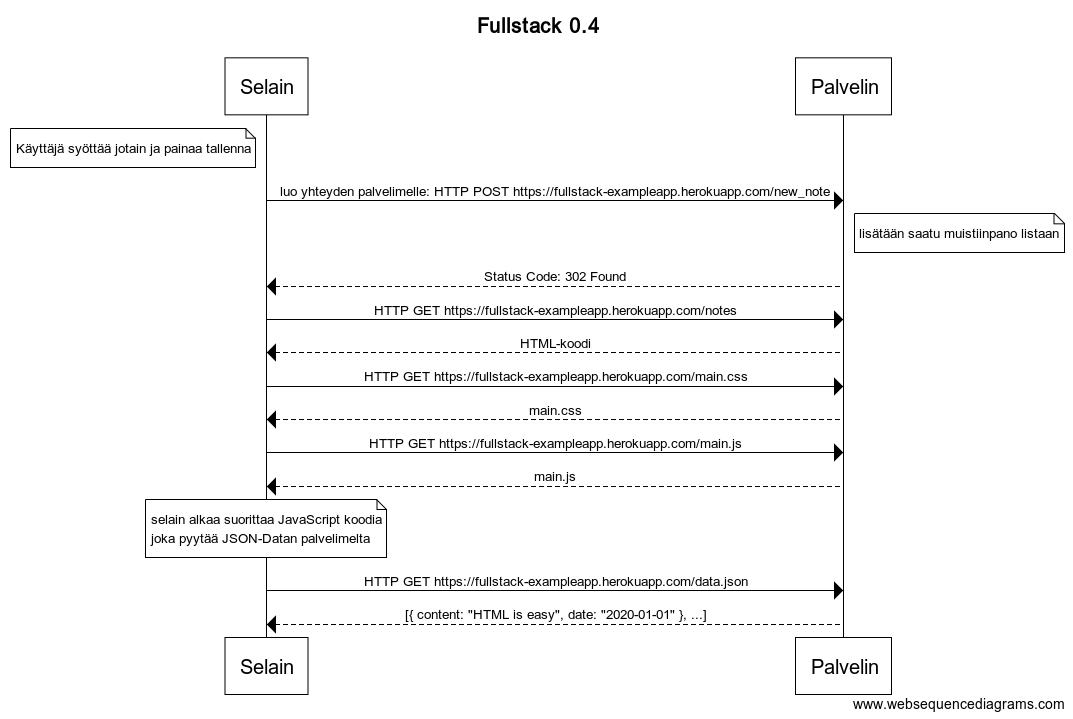 Fullstack 0.4
Selain
Palvelin
Käyttäjä syöttää jotain ja painaa tallenna
luo yhteyden palvelimelle: HTTP POST https://fullstack-exampleapp.herokuapp.com/new_note
lisätään saatu muistiinpano listaan
Status Code: 302 Found
HTTP GET https://fullstack-exampleapp.herokuapp.com/notes
HTML-koodi
HTTP GET https://fullstack-exampleapp.herokuapp.com/main.css
main.css
HTTP GET https://fullstack-exampleapp.herokuapp.com/main.js
main.js
selain alkaa suorittaa JavaScript koodia
joka pyytää JSON-Datan palvelimelta
HTTP GET https://fullstack-exampleapp.herokuapp.com/data.json
[{ content: "HTML is easy", date: "2020-01-01" }, ...]
Selain
Palvelin
www.websequencediagrams.com